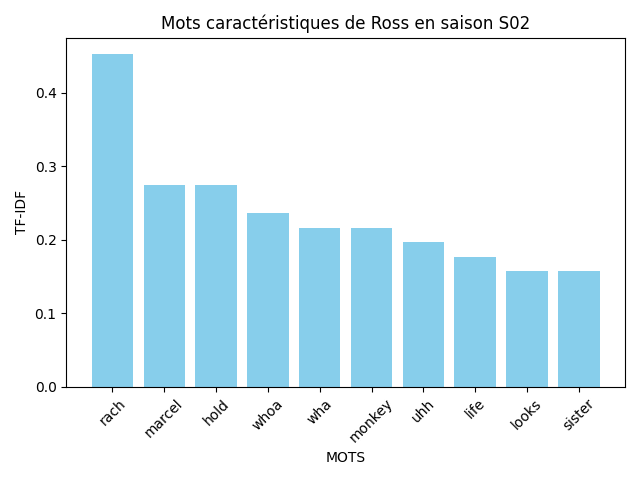 Mots caractéristiques de Ross en saison S02
TF-IDF
0.4
0.3
0.2
0.1
0.0
rach
marcel
hold
whoa
wha
monkey
uhh
life
looks
sister
MOTS